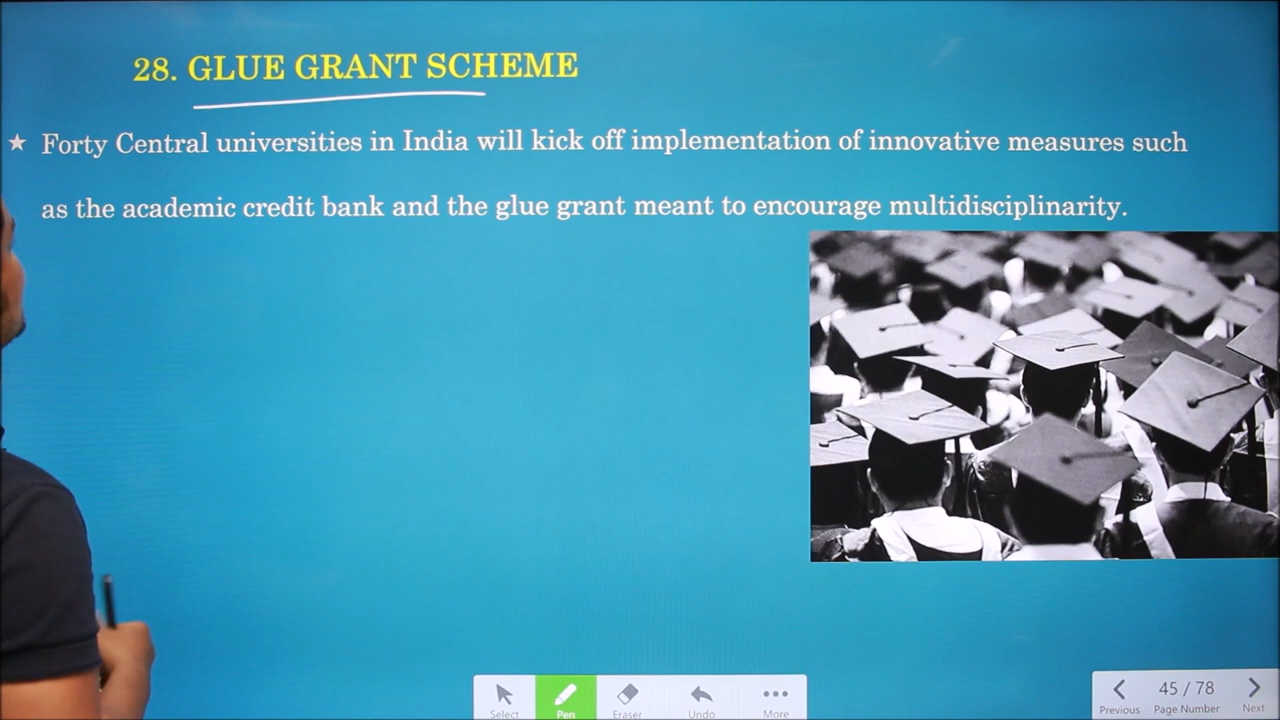 28. GLUE GRANT SCHEME
★ Forty Central universities in India will kick off implementation of innovative measures such
as the academic credit bank and the glue grant meant to encourage multidisciplinarity.
Select Pen Eraser Undo More
45 / 78
Previous Page Number Next